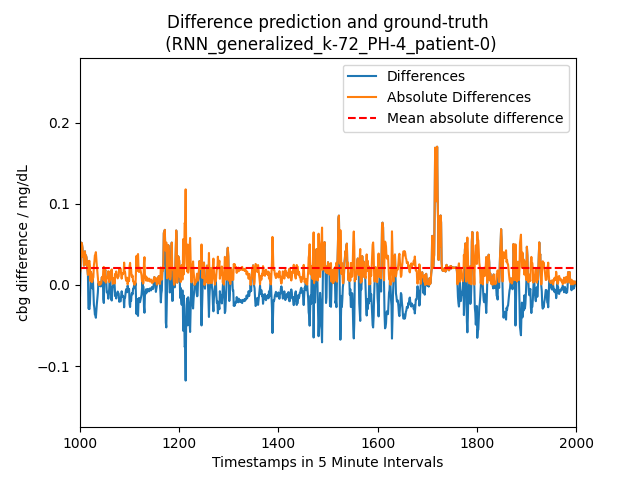 Difference prediction and ground-truth
(RNN_generalized_k-72_PH-4_patient-0)
Differences
Absolute Differences
Mean absolute difference
cbg difference / mg/dL
0.2
0.1
0.0
−0.1
1000 1200 1400 1600 1800 2000
Timestamps in 5 Minute Intervals